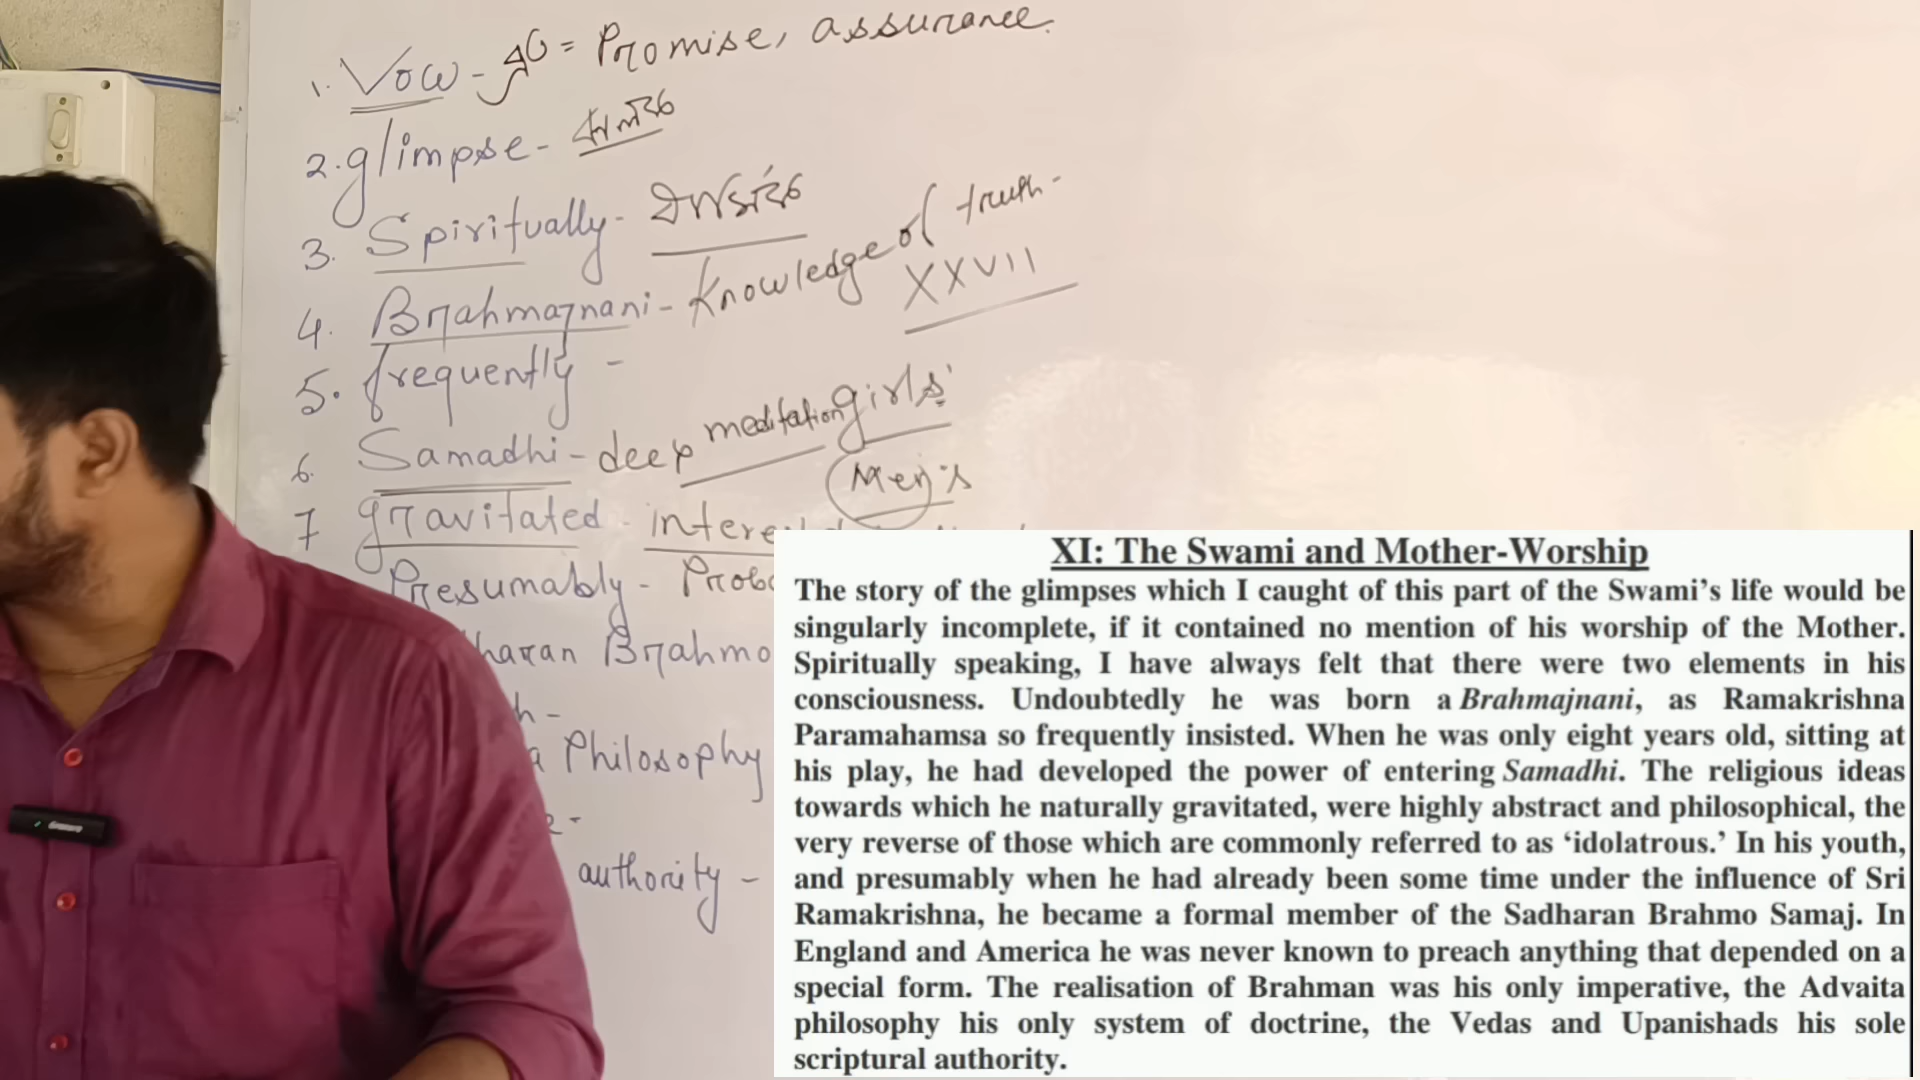 1. Vow - = Promise, assurance.
2. glimpse - ঝলক
3. Spiritually -
4. Brahmajnani - Knowledge of truth -
XXVII
5. frequently -
6. Samadhi - deep meditation girls'
Men's
7 gravitated - intere
Presumably - Prob
haran Brahmo
h -
a Philosophy
e -
authority -
XI: The Swami and Mother-Worship
The story of the glimpses which I caught of this part of the Swami's life would be
singularly incomplete, if it contained no mention of his worship of the Mother.
Spiritually speaking, I have always felt that there were two elements in his
consciousness. Undoubtedly he was born a Brahmajnani, as Ramakrishna
Paramahamsa so frequently insisted. When he was only eight years old, sitting at
his play, he had developed the power of entering Samadhi. The religious ideas
towards which he naturally gravitated, were highly abstract and philosophical, the
very reverse of those which are commonly referred to as ‘idolatrous.’ In his youth,
and presumably when he had already been some time under the influence of Sri
Ramakrishna, he became a formal member of the Sadharan Brahmo Samaj. In
England and America he was never known to preach anything that depended on a
special form. The realisation of Brahman was his only imperative, the Advaita
philosophy his only system of doctrine, the Vedas and Upanishads his sole
scriptural authority.